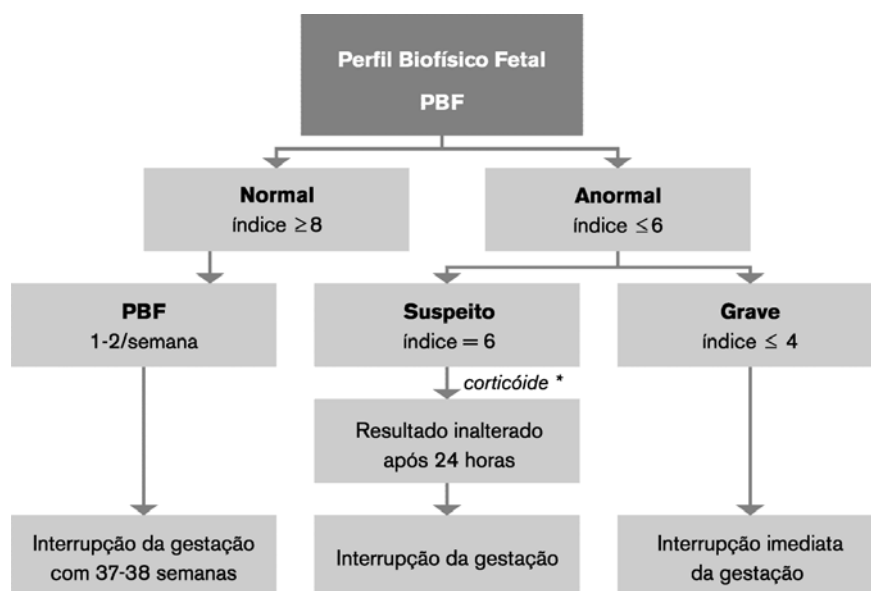 Perfil Biofísico Fetal
PBF
Normal
índice ≥8
Anormal
índice ≤6
PBF
1-2/semana
Suspeito
índice = 6
Grave
índice ≤ 4
corticóide *
Resultado inalterado
após 24 horas
Interrupção da gestação
com 37-38 semanas
Interrupção da gestação
Interrupção imediata
da gestação